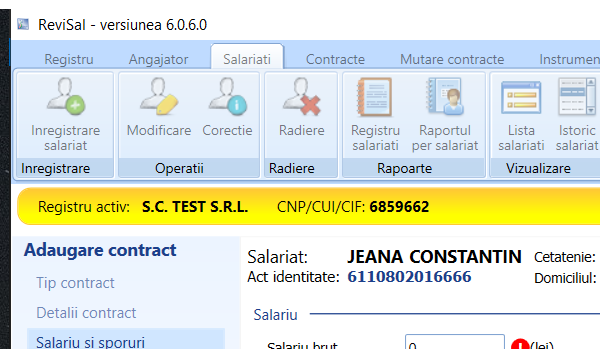 ReviSal - versiunea 6.0.6.0
Registru Angajator Salariati Contracte Mutare contracte
Inregistrare salariat
Modificare Corectie
Radiere
Registru salariati
Raportul per salariat
Lista salariati
Istoric salariat
Inregistrare Operatii Radiere Rapoarte Vizualizare
Registru activ: S.C. TEST S.R.L. CNP/CUI/CIF: 6859662
Adaugare contract
Tip contract
Detalii contract
Salariu si sporuri
Salariat: JEANA CONSTANTIN Cetatenie:
Act identitate: 6110802016666 Domiciliul:
Salariu
Salariu brut 0 (lei)